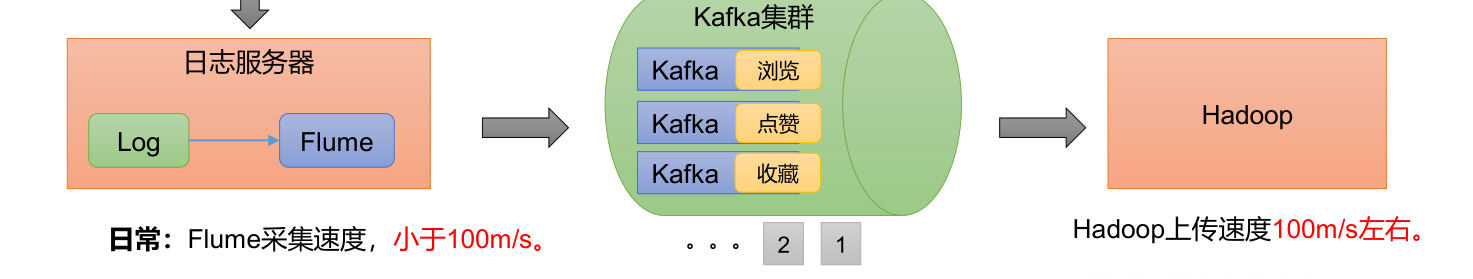 日志服务器
Log
Flume
日常：Flume采集速度，小于100m/s。
Kafka集群
Kafka 浏览
Kafka 点赞
Kafka 收藏
。。。 2 1
Hadoop
Hadoop上传速度100m/s左右。